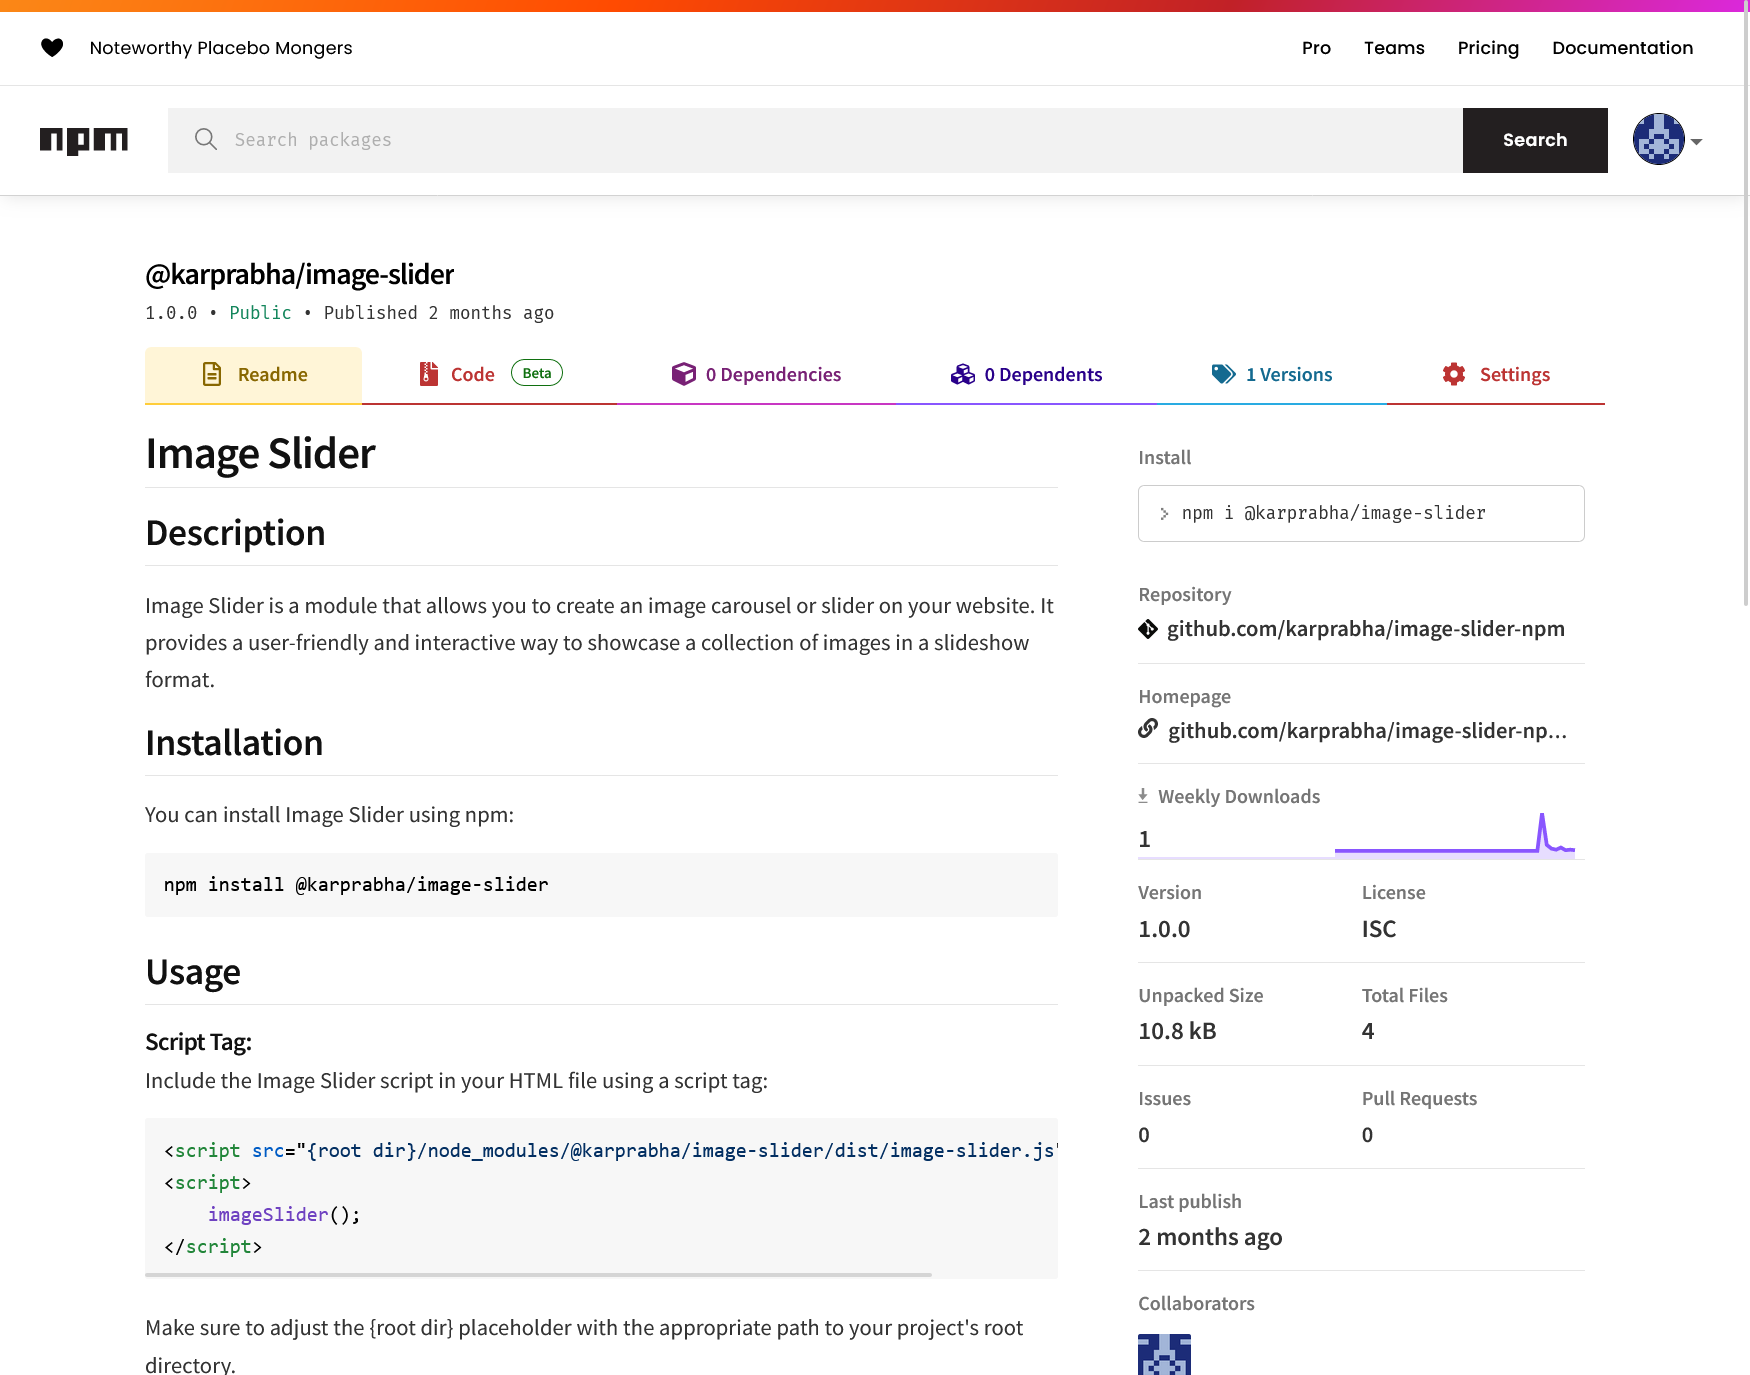 Noteworthy Placebo Mongers
Pro Teams Pricing Documentation
npm
Search packages
Search
@karprabha/image-slider
1.0.0 • Public • Published 2 months ago
Readme
Code Beta
0 Dependencies
0 Dependents
1 Versions
Settings
Image Slider
Description
Image Slider is a module that allows you to create an image carousel or slider on your website. It
provides a user-friendly and interactive way to showcase a collection of images in a slideshow
format.
Installation
You can install Image Slider using npm:
npm install @karprabha/image-slider
Usage
Script Tag:
Include the Image Slider script in your HTML file using a script tag:
<script src="{root dir}/node_modules/@karprabha/image-slider/dist/image-slider.js"
<script>
imageSlider();
</script>
Make sure to adjust the {root dir} placeholder with the appropriate path to your project's root
directory.
Install
> npm i @karprabha/image-slider
Repository
github.com/karprabha/image-slider-npm
Homepage
github.com/karprabha/image-slider-np...
Weekly Downloads
1
Version
1.0.0
License
ISC
Unpacked Size
10.8 kB
Total Files
4
Issues
0
Pull Requests
0
Last publish
2 months ago
Collaborators